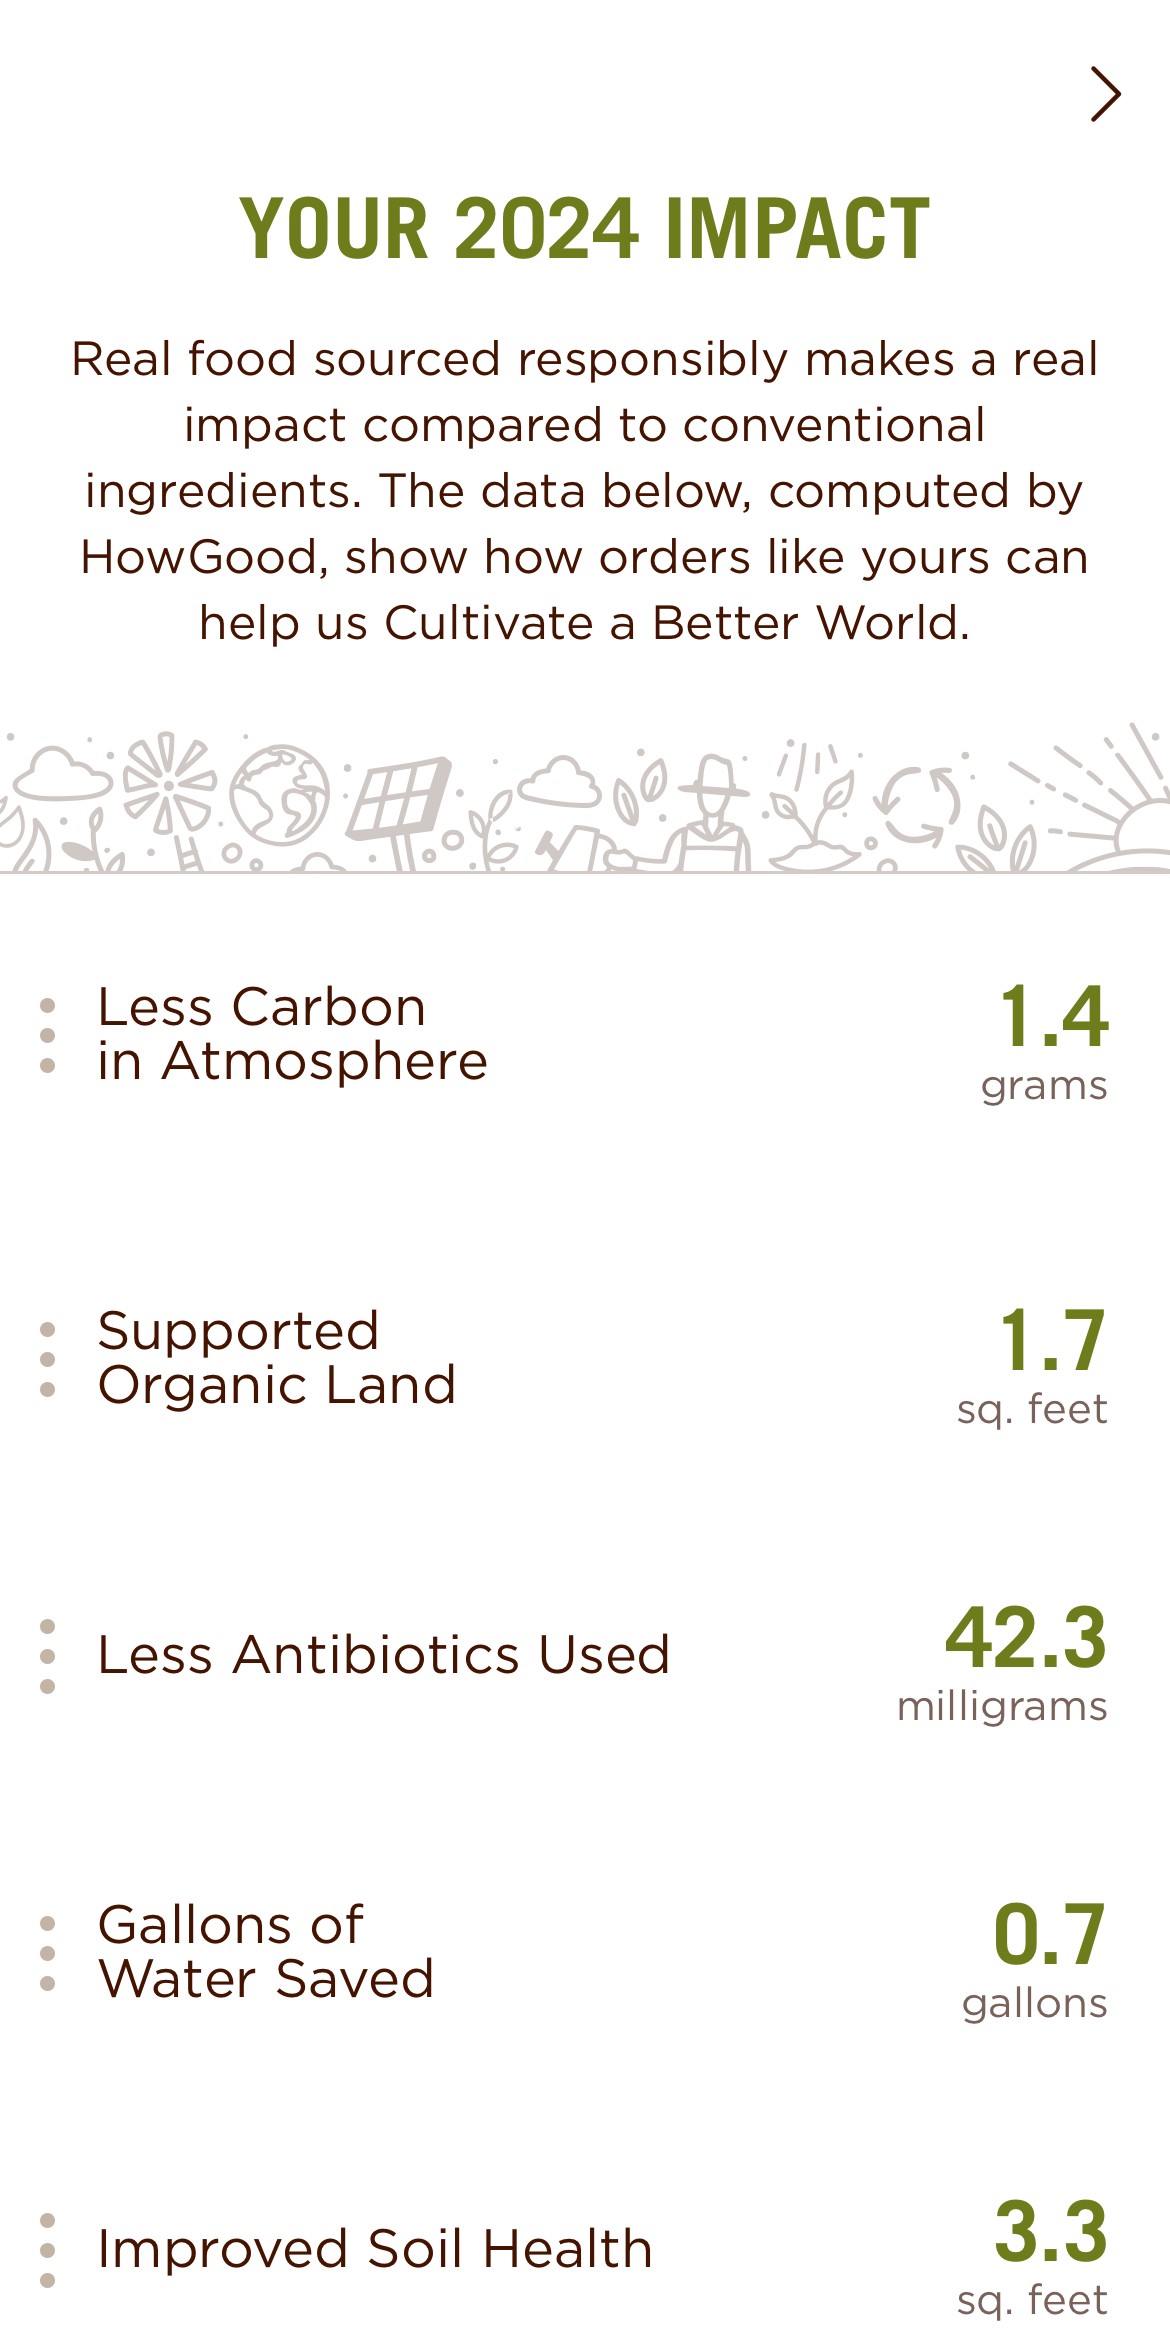 YOUR 2024 IMPACT
Real food sourced responsibly makes a real
impact compared to conventional
ingredients. The data below, computed by
HowGood, show how orders like yours can
help us Cultivate a Better World.
Less Carbon
in Atmosphere
1.4
grams
Supported
Organic Land
1.7
sq. feet
Less Antibiotics Used
42.3
milligrams
Gallons of
Water Saved
0.7
gallons
Improved Soil Health
3.3
sq. feet